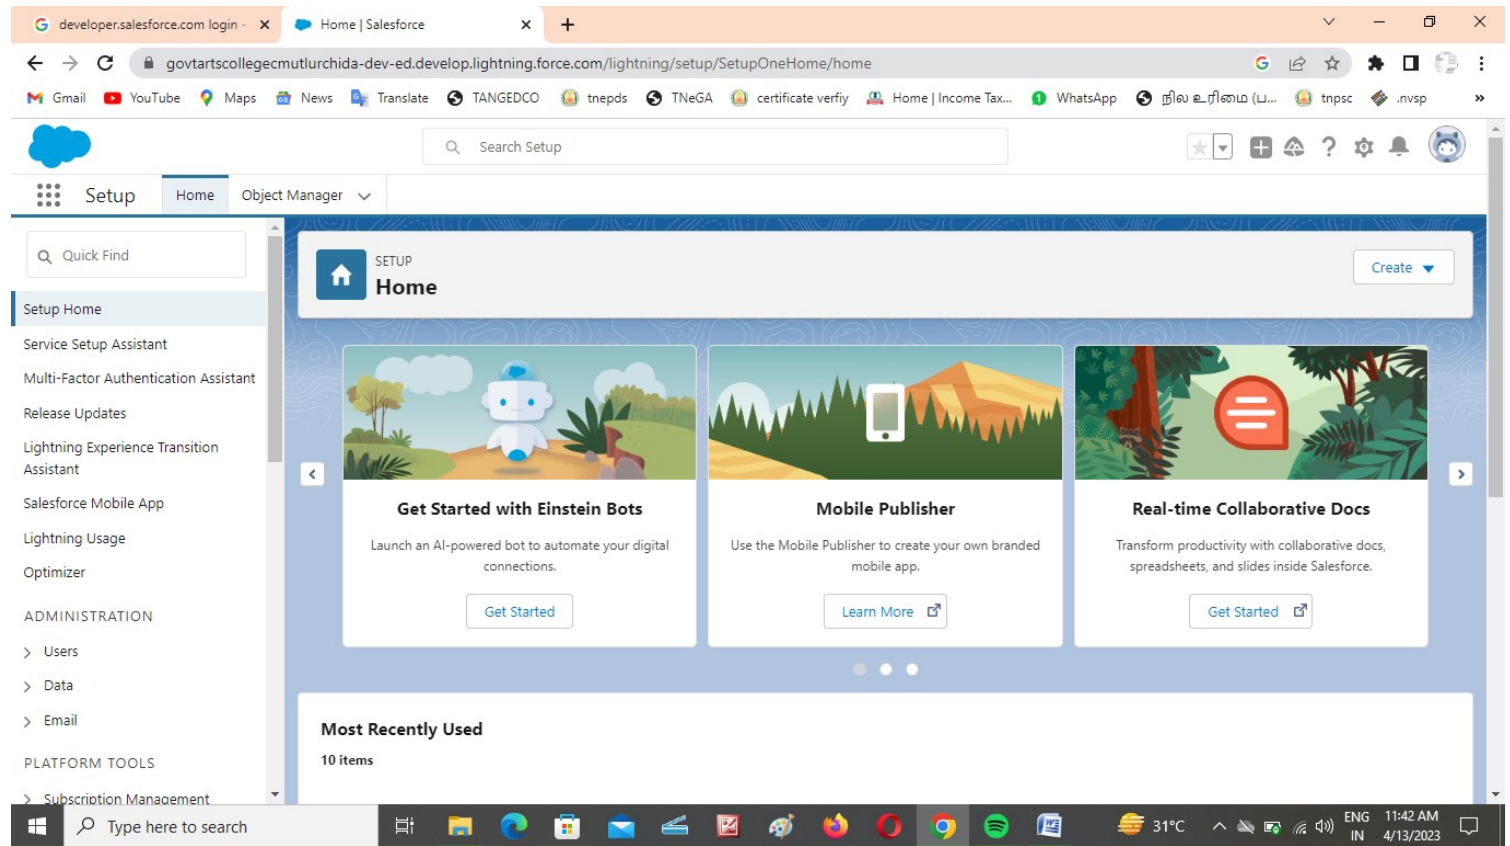 developer.salesforce.com login -
Home | Salesforce
govtartscollegecmutlurchida-dev-ed.develop.lightning.force.com/lightning/setup/SetupOneHome/home
Gmail YouTube Maps News Translate TANGEDCO tnepds TNeGA certificate verfiy Home | Income Tax... WhatsApp நில உரிமை (ப... tnpsc .nvsp »
Search Setup
Setup Home Object Manager
Quick Find
Setup Home
Service Setup Assistant
Multi-Factor Authentication Assistant
Release Updates
Lightning Experience Transition
Assistant
Salesforce Mobile App
Lightning Usage
Optimizer
ADMINISTRATION
Users
Data
Email
PLATFORM TOOLS
Subscription Management
SETUP
Home
Create
Get Started with Einstein Bots
Launch an AI-powered bot to automate your digital
connections.
Get Started
Mobile Publisher
Use the Mobile Publisher to create your own branded
mobile app.
Learn More
Real-time Collaborative Docs
Transform productivity with collaborative docs,
spreadsheets, and slides inside Salesforce.
Get Started
Most Recently Used
10 items
Type here to search
31°C
ENG
IN
11:42 AM
4/13/2023